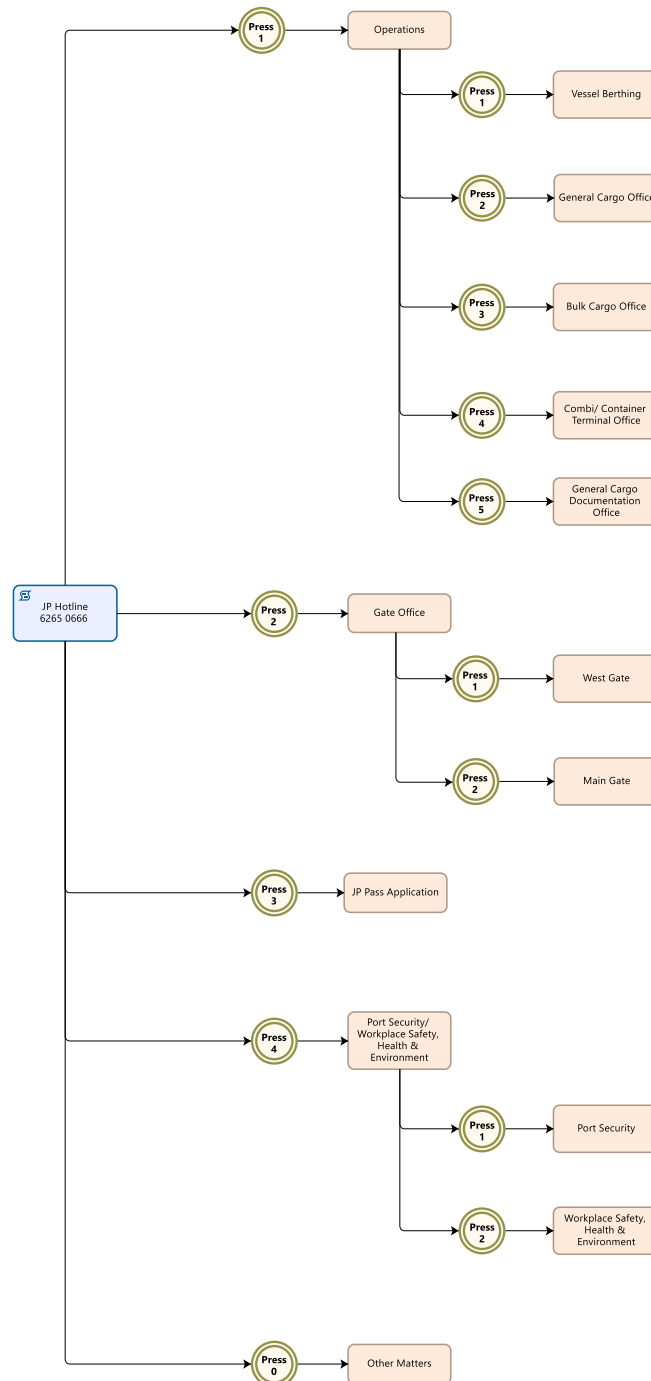 Press
1
Operations
Press
1
Vessel Berthing
Press
2
General Cargo Office
Press
3
Bulk Cargo Office
Press
4
Combi/ Container
Terminal Office
Press
5
General Cargo
Documentation
Office
JP Hotline
6265 0666
Press
2
Gate Office
Press
1
West Gate
Press
2
Main Gate
Press
3
JP Pass Application
Press
4
Port Security/
Workplace Safety,
Health &
Environment
Press
1
Port Security
Press
2
Workplace Safety,
Health &
Environment
Press
0
Other Matters